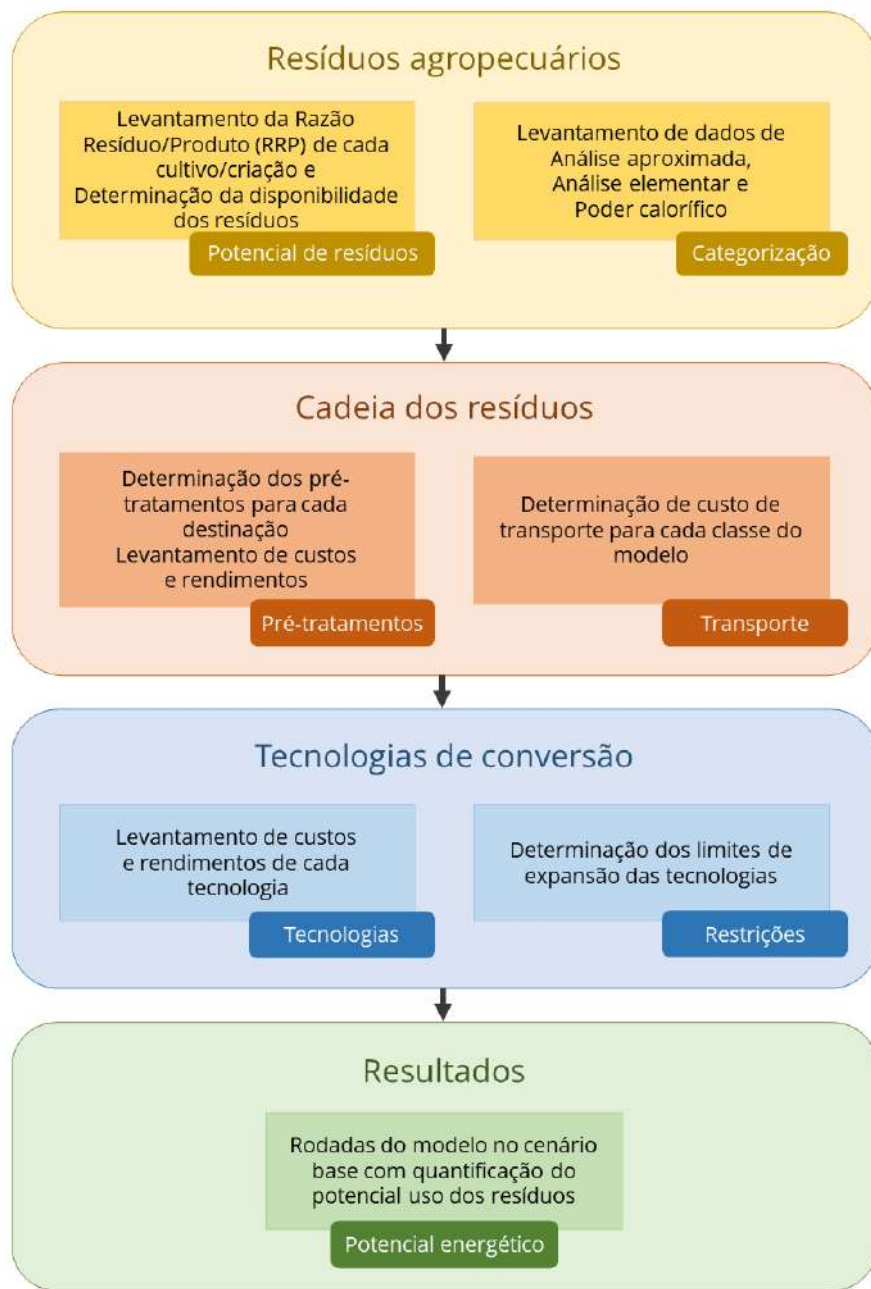 Resíduos agropecuários
Levantamento da Razão
Resíduo/Produto (RRP) de cada
cultivo/criação e
Determinação da disponibilidade
dos resíduos
Potencial de resíduos
Levantamento de dados de
Análise aproximada,
Análise elementar e
Poder calorífico
Categorização
Cadeia dos resíduos
Determinação dos pré-
tratamentos para cada
destinação
Levantamento de custos
e rendimentos
Pré-tratamentos
Determinação de custo de
transporte para cada classe do
modelo
Transporte
Tecnologias de conversão
Levantamento de custos
e rendimentos de cada
tecnologia
Tecnologias
Determinação dos limites de
expansão das tecnologias
Restrições
Resultados
Rodadas do modelo no cenário
base com quantificação do
potencial uso dos resíduos
Potencial energético